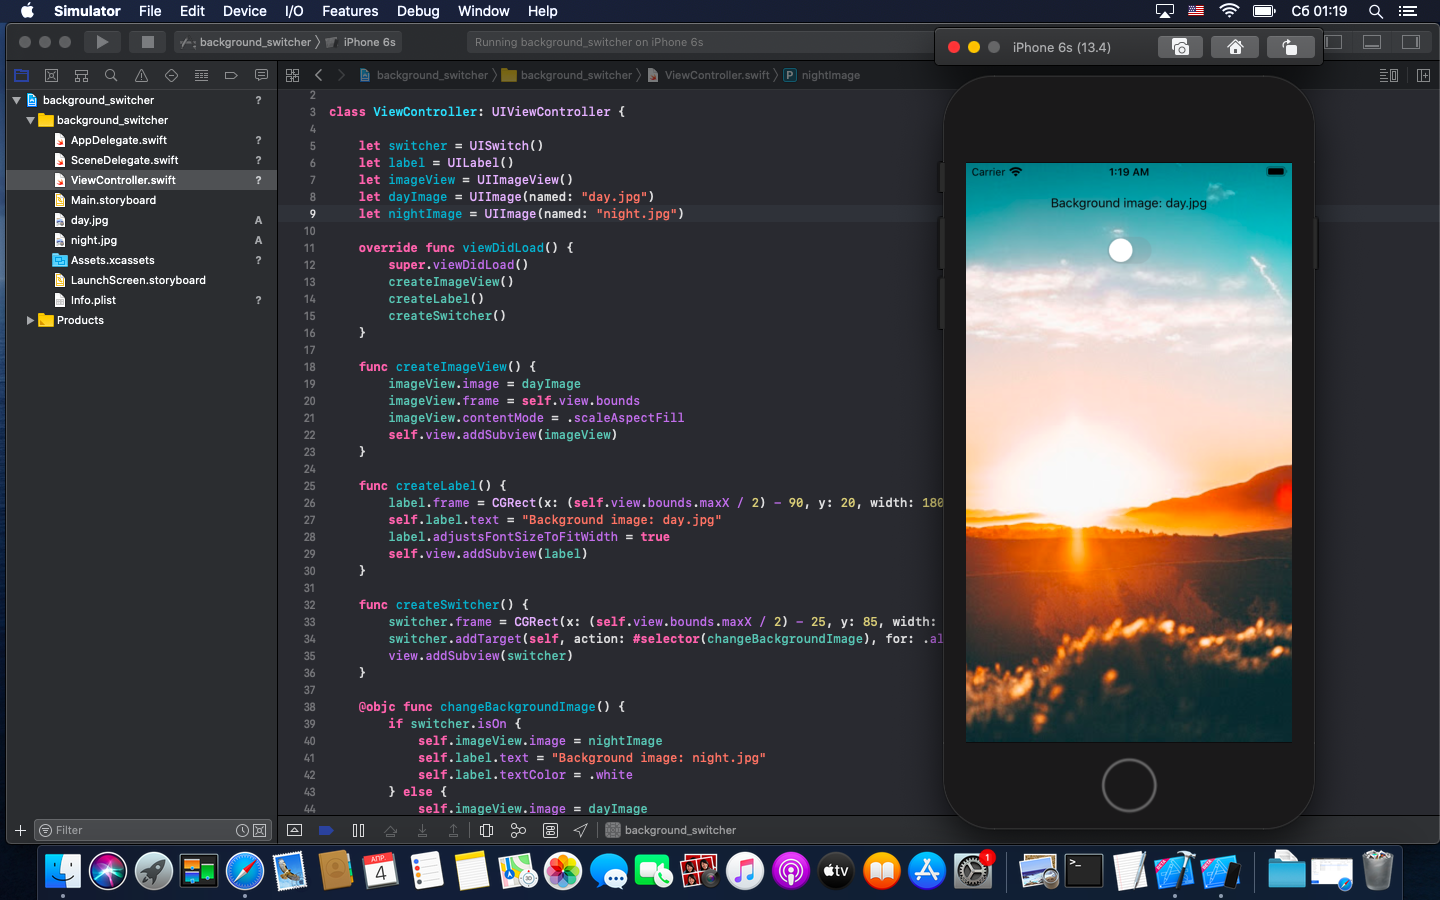 Simulator File Edit Device I/O Features Debug Window Help Сб 01:19
background_switcher iPhone 6s Running background_switcher on iPhone 6s
iPhone 6s (13.4)
background_switcher background_switcher ViewController.swift P nightImage
background_switcher ?
background_switcher
AppDelegate.swift ?
SceneDelegate.swift ?
ViewController.swift ?
Main.storyboard
day.jpg A
night.jpg A
Assets.xcassets ?
LaunchScreen.storyboard
Info.plist ?
Products
Filter
2
3 class ViewController: UIViewController {
4
5 let switcher = UISwitch()
6 let label = UILabel()
7 let imageView = UIImageView()
8 let dayImage = UIImage(named: "day.jpg")
9 let nightImage = UIImage(named: "night.jpg")
10
11 override func viewDidLoad() {
12 super.viewDidLoad()
13 createImageView()
14 createLabel()
15 createSwitcher()
16 }
17
18 func createImageView() {
19 imageView.image = dayImage
20 imageView.frame = self.view.bounds
21 imageView.contentMode = .scaleAspectFill
22 self.view.addSubview(imageView)
23 }
24
25 func createLabel() {
26 label.frame = CGRect(x: (self.view.bounds.maxX / 2) - 90, y: 20, width: 180
27 self.label.text = "Background image: day.jpg"
28 label.adjustsFontSizeToFitWidth = true
29 self.view.addSubview(label)
30 }
31
32 func createSwitcher() {
33 switcher.frame = CGRect(x: (self.view.bounds.maxX / 2) - 25, y: 85, width:
34 switcher.addTarget(self, action: #selector(changeBackgroundImage), for: .al
35 view.addSubview(switcher)
36 }
37
38 @objc func changeBackgroundImage() {
39 if switcher.isOn {
40 self.imageView.image = nightImage
41 self.label.text = "Background image: night.jpg"
42 self.label.textColor = .white
43 } else {
44 self.imageView.image = dayImage
background_switcher
Carrier 1:19 AM
Background image: day.jpg
АПР
4
tv
1
>_